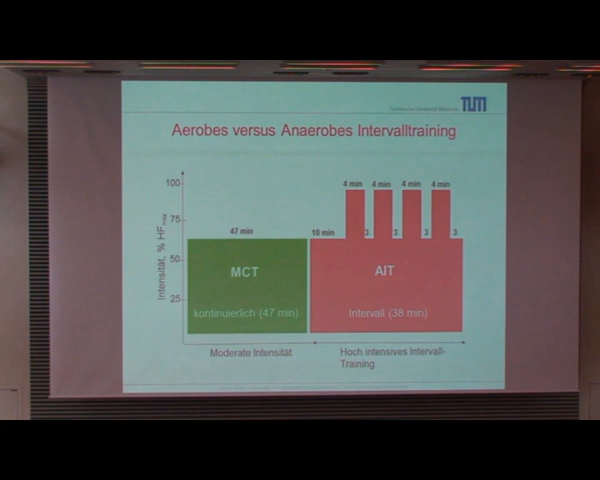 Technische Universität München
TUM
Aerobes versus Anaerobes Intervalltraining
Intensität, % HFmax
100
75
50
25
47 min
10 min
4 min
4 min
4 min
4 min
3
3
3
3
MCT
kontinuierlich (47 min)
AIT
Intervall (38 min)
Moderate Intensität
Hoch intensives Intervall-
Training